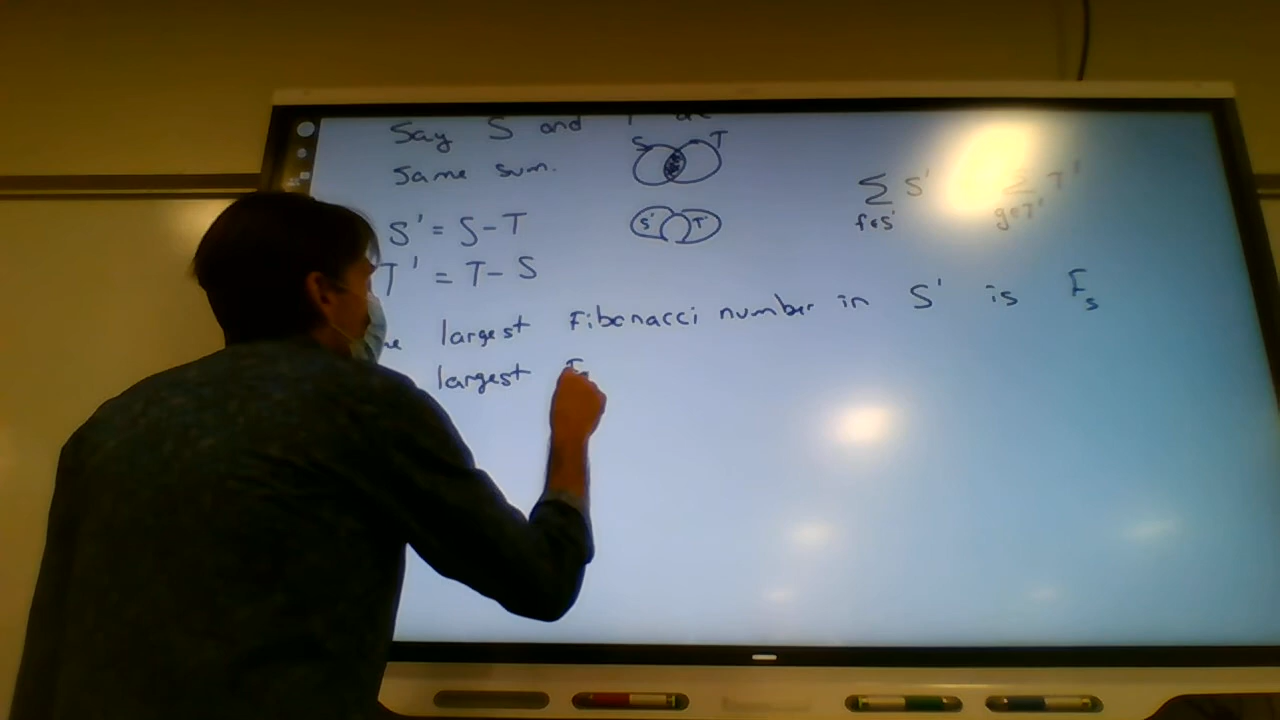 Say S and T
Same sum.
S T
S' = S - T
S' T'
T' = T - S
∑ S' ∑ T'
f∈S' g∈T'
largest Fibonacci number in S' is F_s
largest